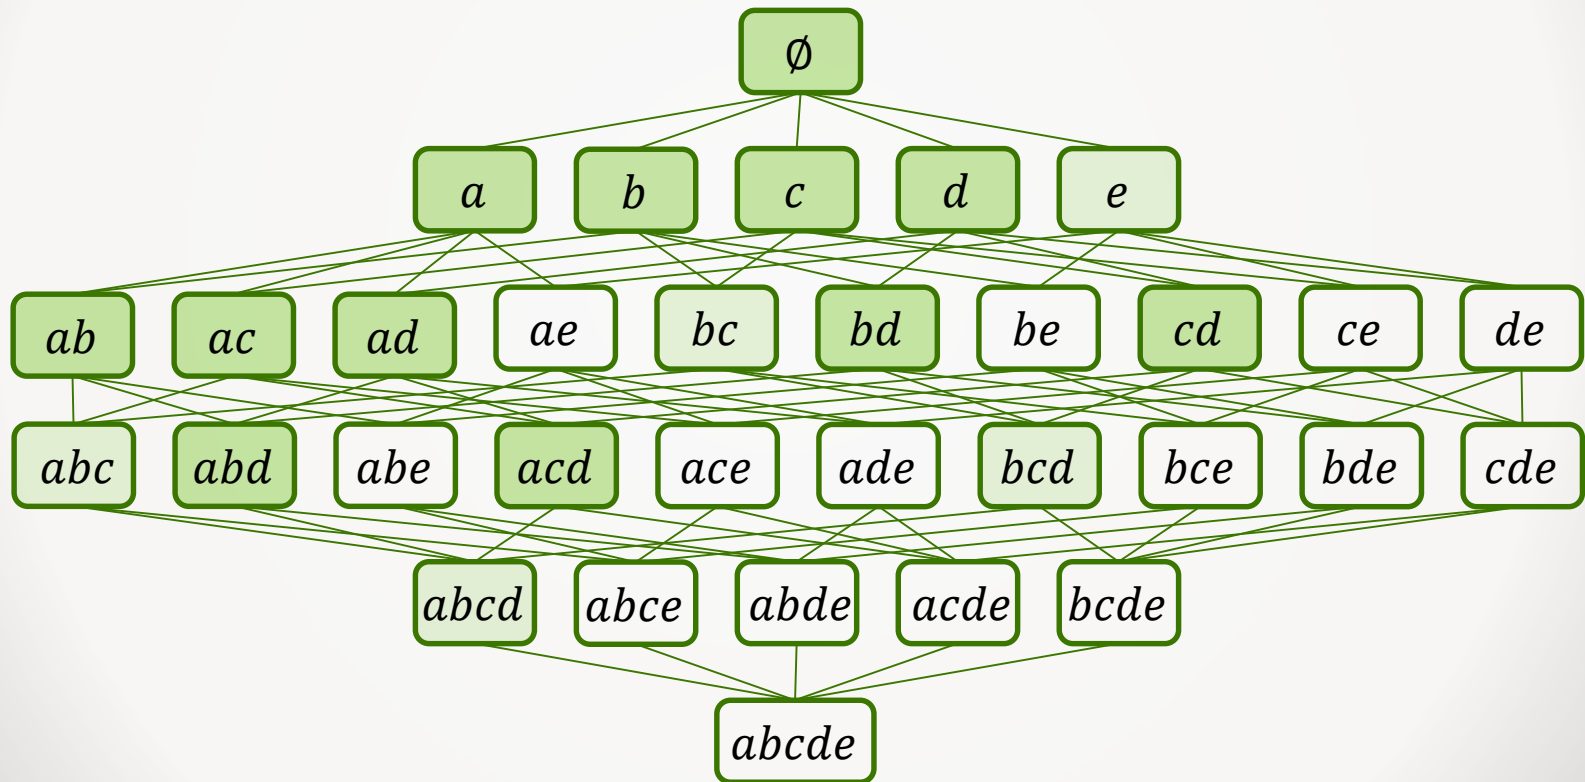 ∅
a b c d e
ab ac ad ae bc bd be cd ce de
abc abd abe acd ace ade bcd bce bde cde
abcd abce abde acde bcde
abcde